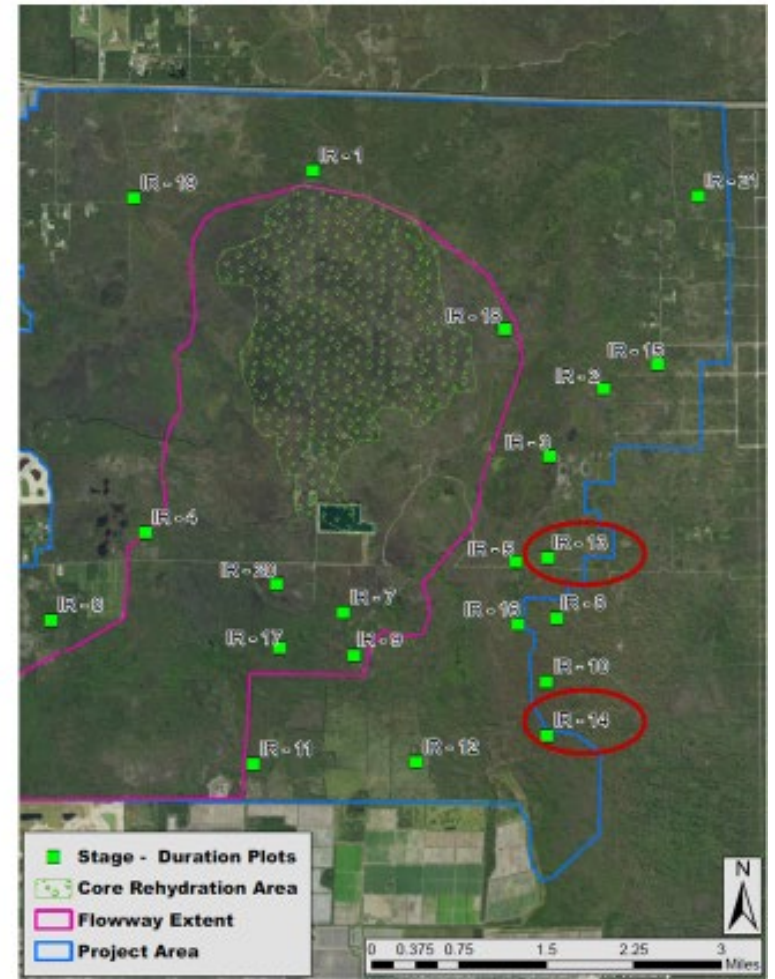 IR - 1
IR - 19
IR - 21
IR - 18
IR - 15
IR - 2
IR - 3
IR - 4
IR - 13
IR - 5
IR - 20
IR - 7
IR - 8
IR - 6
IR - 16
IR - 17
IR - 9
IR - 10
IR - 14
IR - 11
IR - 12
Stage - Duration Plots
Core Rehydration Area
Flowway Extent
Project Area
N
0 0.375 0.75 1.5 2.25 3
Miles